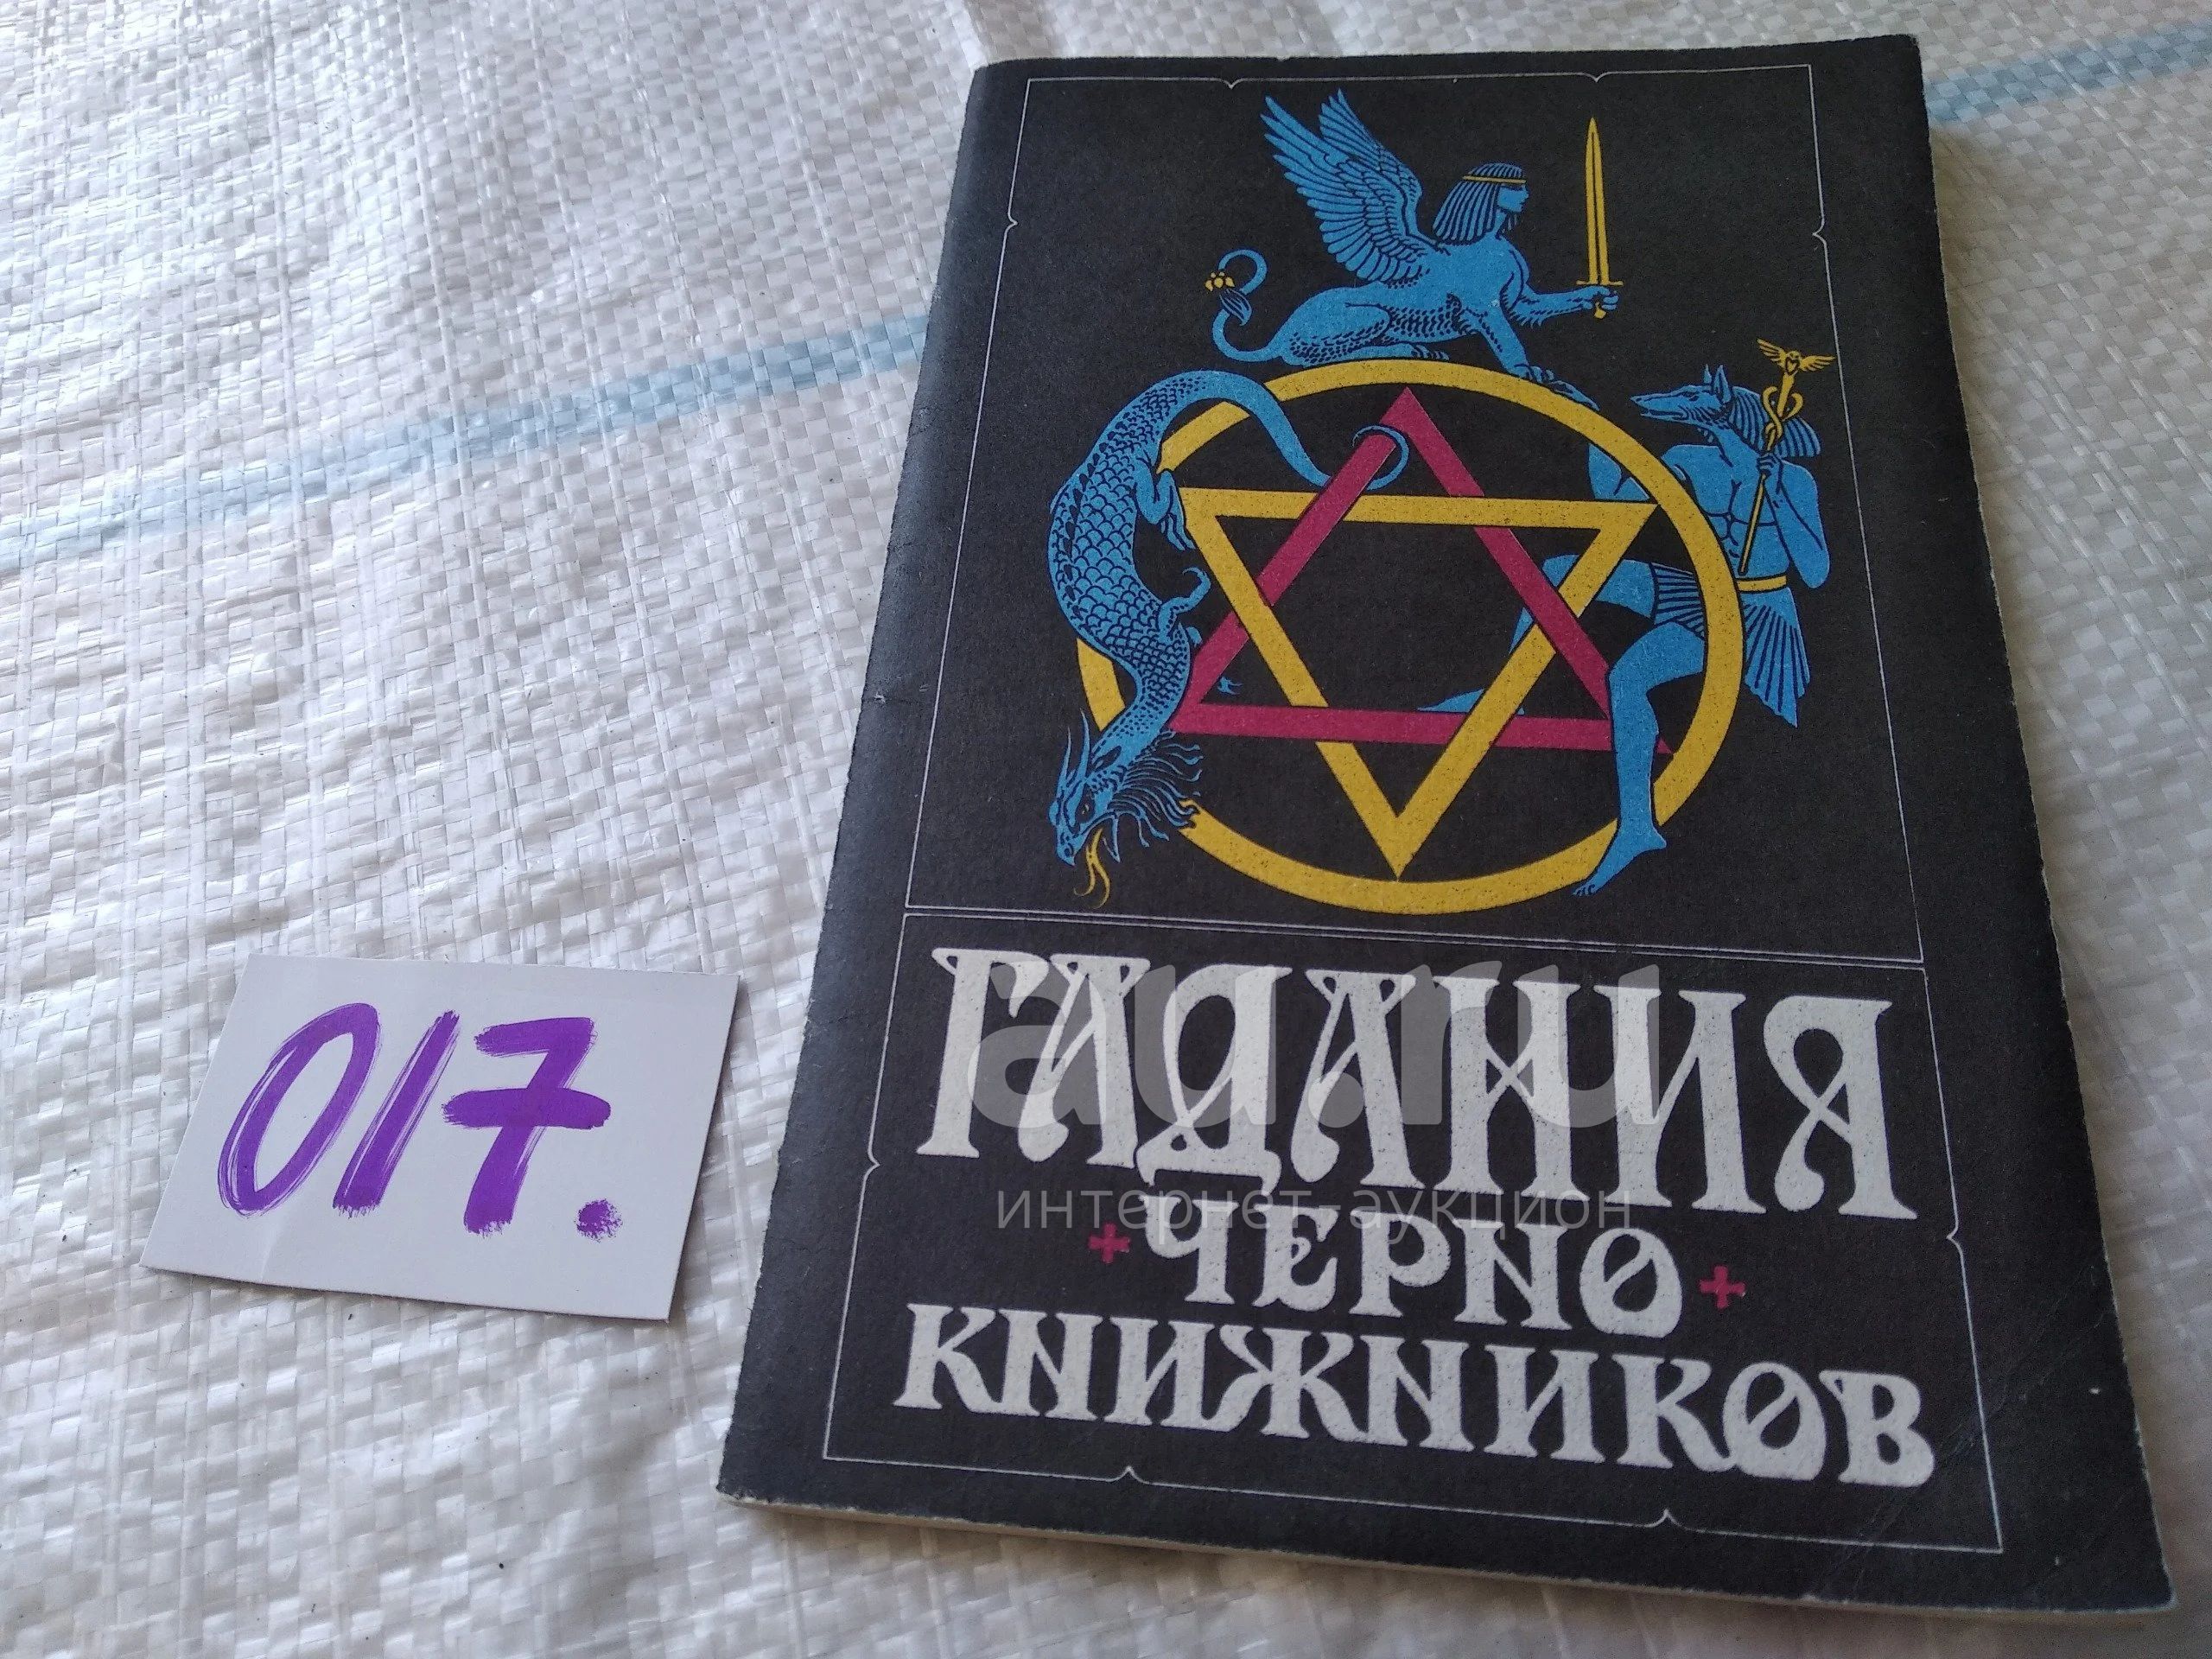 017.
ГАДАНИЯ
ЧЕРНО
КНИЖНИКОВ
au.ru
интернет-аукцион